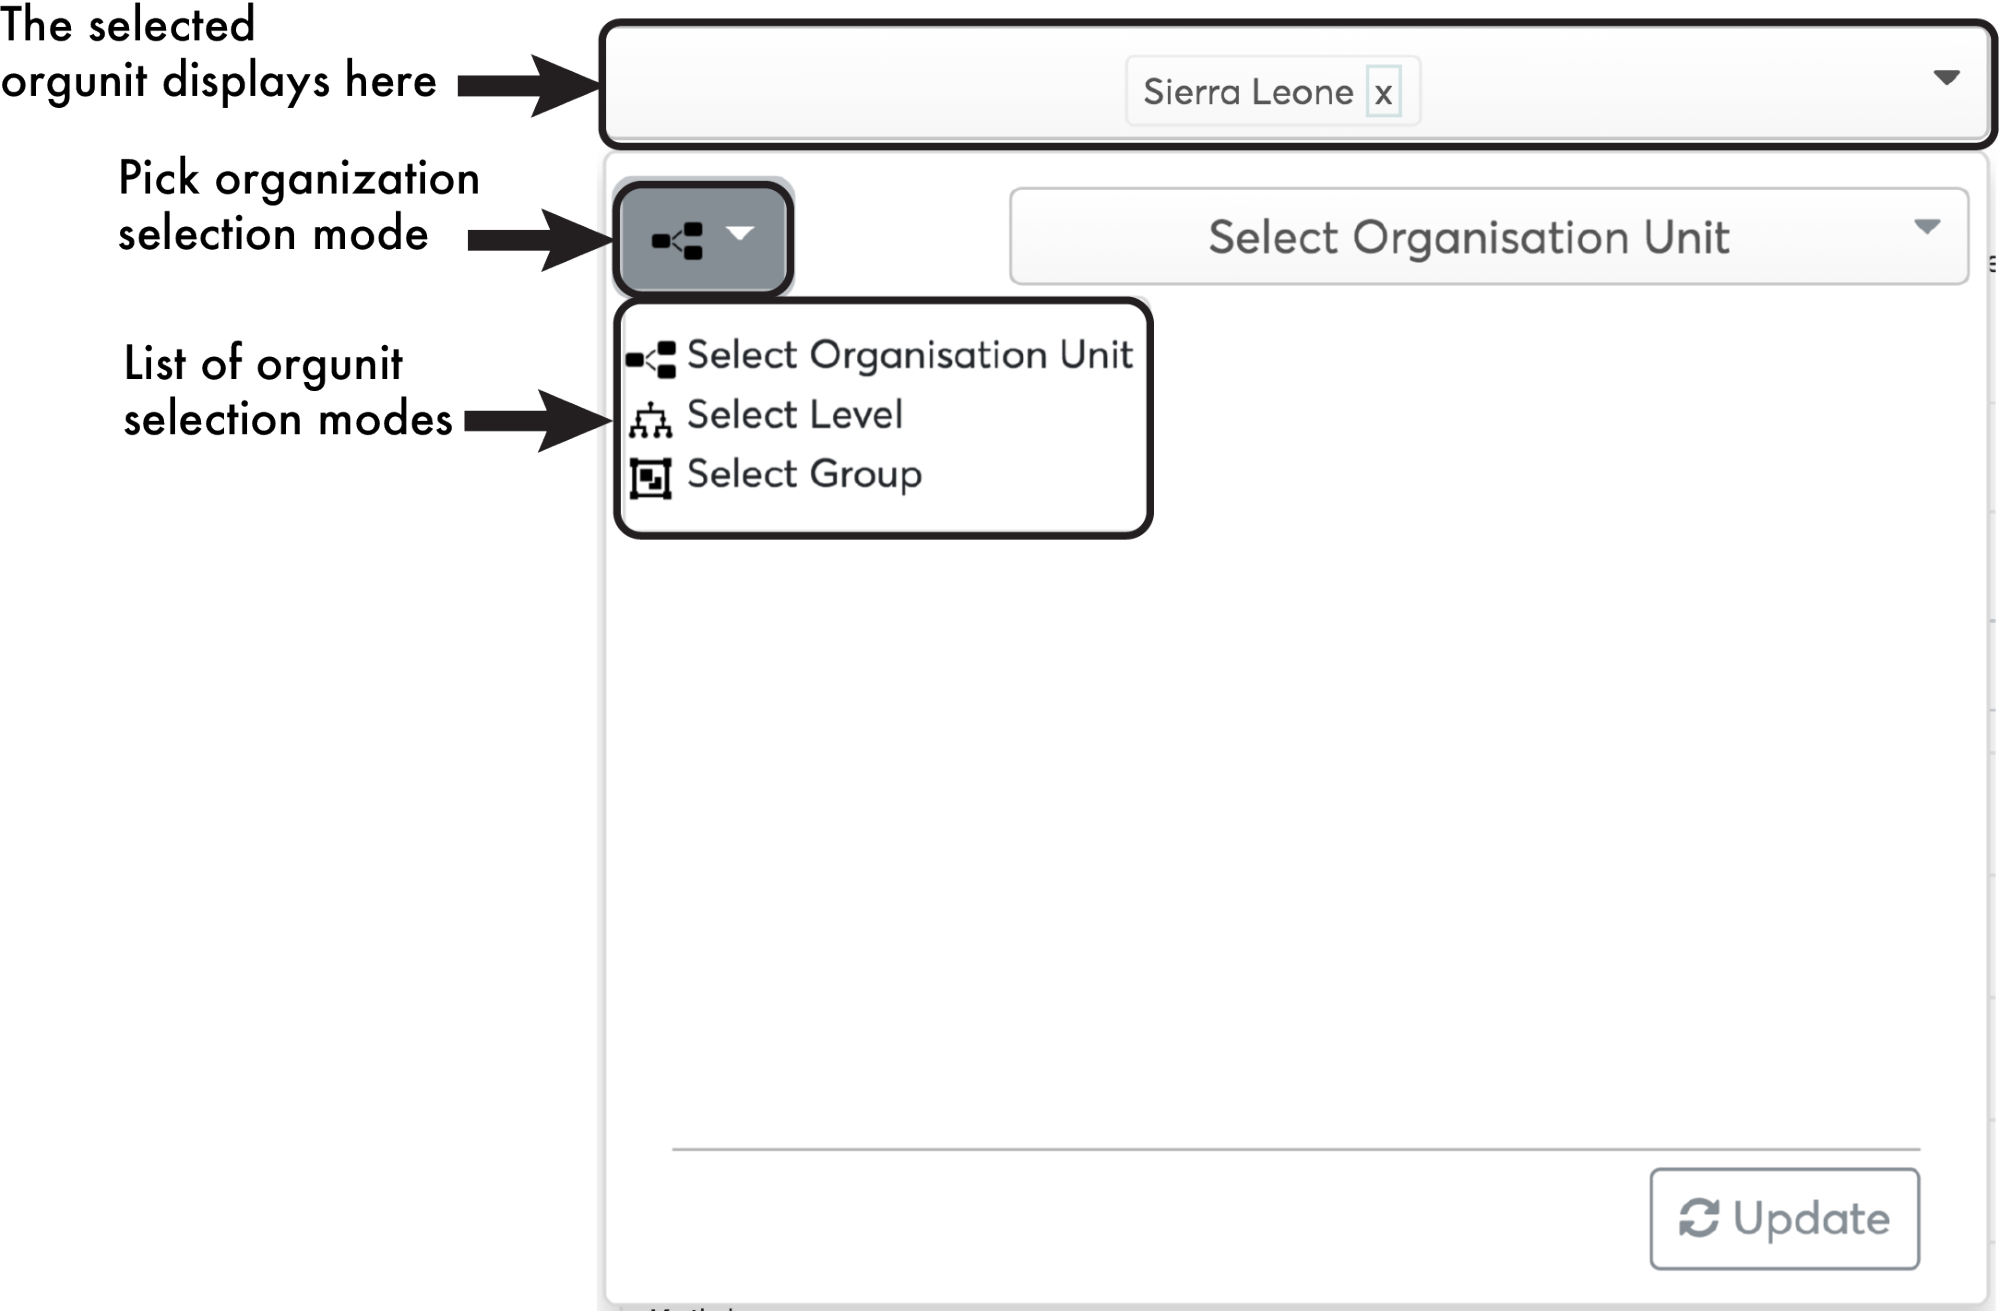 The selected
orgunit displays here
Sierra Leone x
Pick organization
selection mode
Select Organisation Unit
List of orgunit
selection modes
Select Organisation Unit
Select Level
Select Group
Update